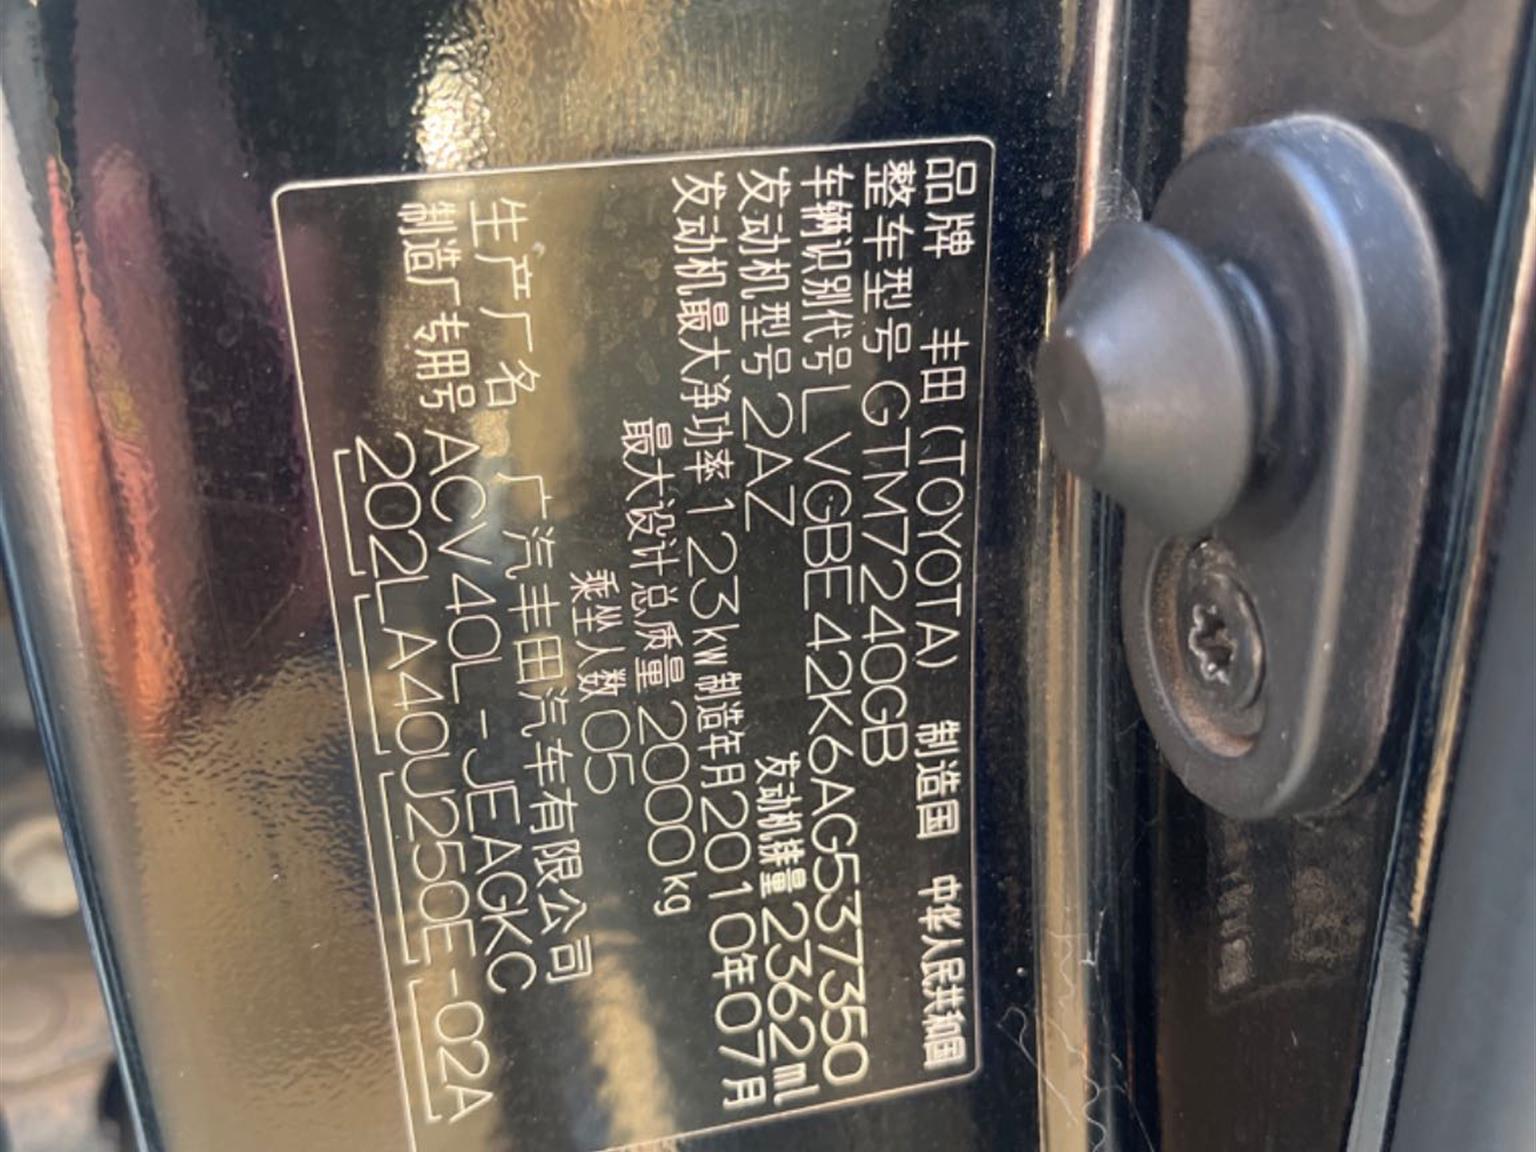 品牌 丰田(TOYOTA) 制造国 中华人民共和国
整车型号 GTM7240GB
车辆识别代号 LVGBE42K6AG537350
发动机型号 2AZ 发动机排量 2362ml
发动机最大净功率 123kw 制造年月 2010年07月
最大设计总质量 2000kg
乘坐人数 05
生产厂名 广汽丰田汽车有限公司
制造厂专用号 ACV40L-JEAGKC
202LA40U250E-02A